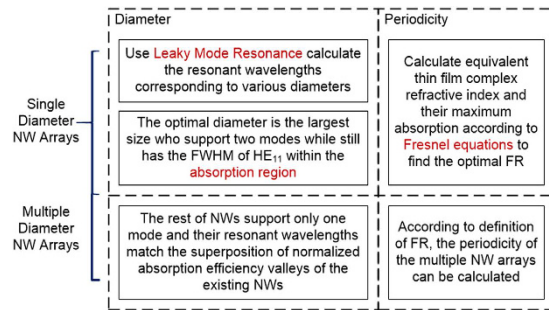 Diameter
Periodicity
Use Leaky Mode Resonance calculate
the resonant wavelengths
corresponding to various diameters
Calculate equivalent
thin film complex
refractive index and
their maximum
absorption according to
Fresnel equations to
find the optimal FR
Single
Diameter
NW Arrays
The optimal diameter is the largest
size who support two modes while still
has the FWHM of HE₁₁ within the
absorption region
Multiple
Diameter
NW Arrays
The rest of NWs support only one
mode and their resonant wavelengths
match the superposition of normalized
absorption efficiency valleys of the
existing NWs
According to definition
of FR, the periodicity of
the multiple NW arrays
can be calculated